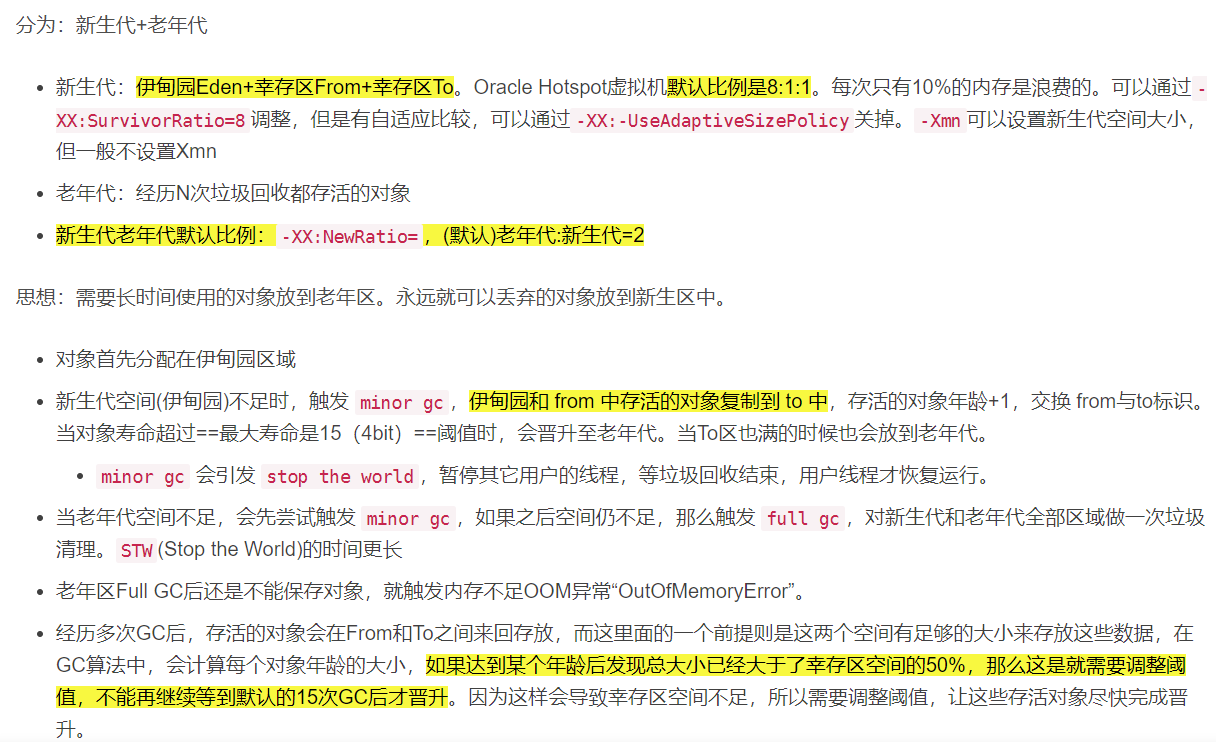 分为：新生代+老年代
新生代：伊甸园Eden+幸存区From+幸存区To。Oracle Hotspot虚拟机默认比例是8:1:1。每次只有10%的内存是浪费的。可以通过 -
XX:SurvivorRatio=8 调整，但是有自适应比较，可以通过 -XX:-UseAdaptiveSizePolicy 关掉。 -Xmn 可以设置新生代空间大小，
但一般不设置Xmn
老年代：经历N次垃圾回收都存活的对象
新生代老年代默认比例： -XX:NewRatio= ，(默认)老年代:新生代=2
思想：需要长时间使用的对象放到老年区。永远就可以丢弃的对象放到新生区中。
对象首先分配在伊甸园区域
新生代空间(伊甸园)不足时，触发 minor gc ，伊甸园和 from 中存活的对象复制到 to 中，存活的对象年龄+1，交换 from与to标识。
当对象寿命超过==最大寿命是15（4bit）==阈值时，会晋升至老年代。当To区也满的时候也会放到老年代。
minor gc 会引发 stop the world ，暂停其它用户的线程，等垃圾回收结束，用户线程才恢复运行。
当老年代空间不足，会先尝试触发 minor gc ，如果之后空间仍不足，那么触发 full gc ，对新生代和老年代全部区域做一次垃圾
清理。 STW (Stop the World)的时间更长
老年区Full GC后还是不能保存对象，就触发内存不足OOM异常“OutOfMemoryError”。
经历多次GC后，存活的对象会在From和To之间来回存放，而这里面的一个前提则是这两个空间有足够的大小来存放这些数据，在
GC算法中，会计算每个对象年龄的大小，如果达到某个年龄后发现总大小已经大于了幸存区空间的50%，那么这是就需要调整阈
值，不能再继续等到默认的15次GC后才晋升。因为这样会导致幸存区空间不足，所以需要调整阈值，让这些存活对象尽快完成晋
升。